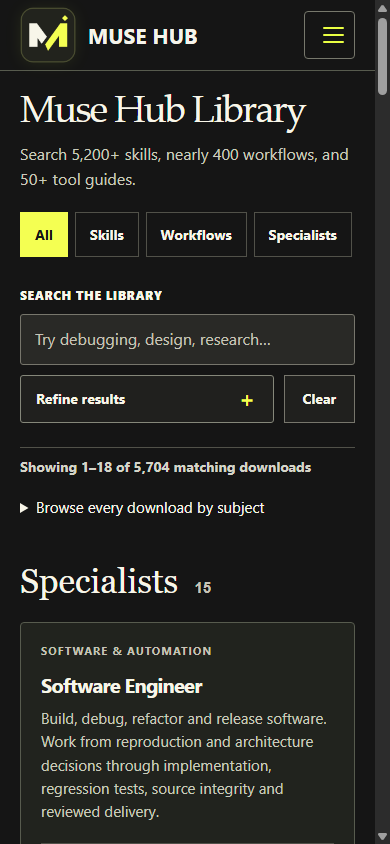 MUSE HUB
Muse Hub Library
Search 5,200+ skills, nearly 400 workflows, and
50+ tool guides.
All
Skills
Workflows
Specialists
SEARCH THE LIBRARY
Try debugging, design, research...
Refine results
+
Clear
Showing 1–18 of 5,704 matching downloads
Browse every download by subject
Specialists 15
SOFTWARE & AUTOMATION
Software Engineer
Build, debug, refactor and release software.
Work from reproduction and architecture
decisions through implementation,
regression tests, source integrity and
reviewed delivery.